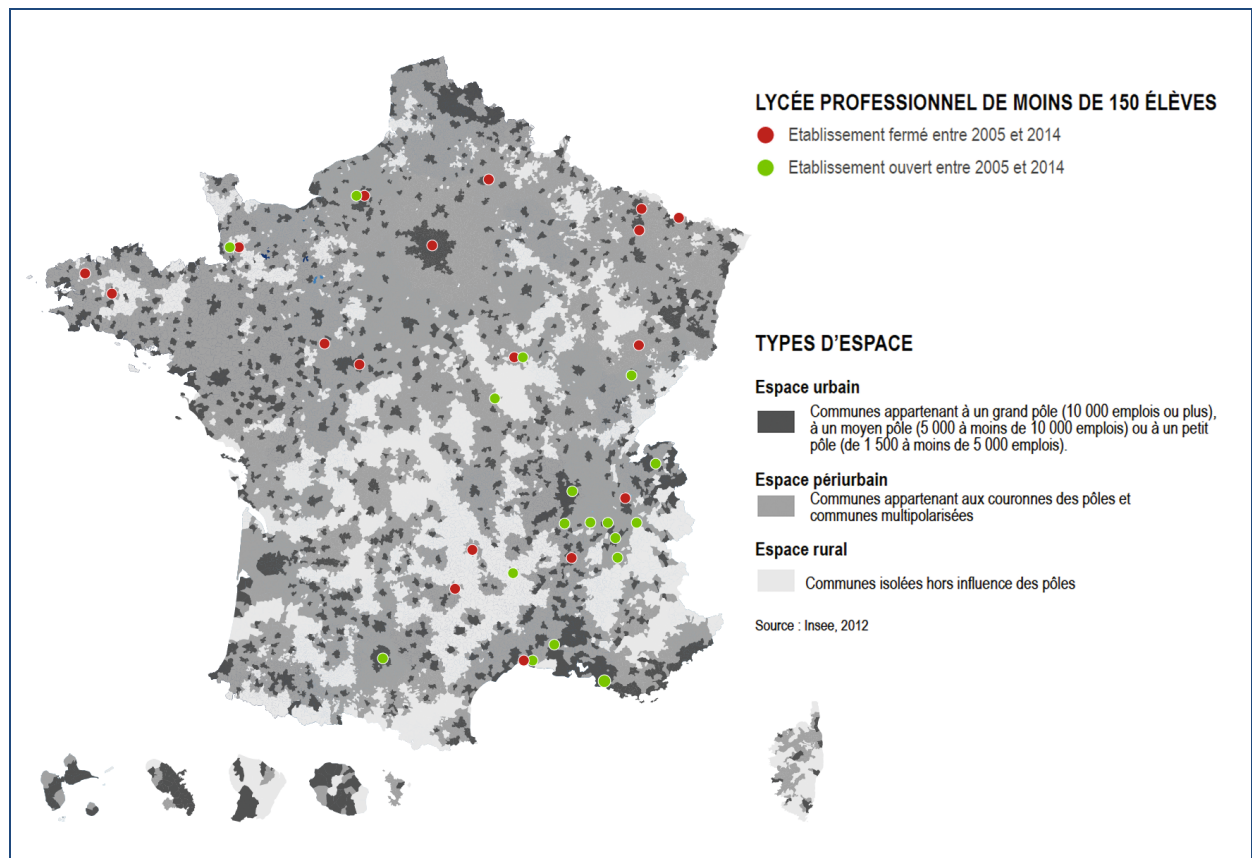 LYCÉE PROFESSIONNEL DE MOINS DE 150 ÉLÈVES
Etablissement fermé entre 2005 et 2014
Etablissement ouvert entre 2005 et 2014
TYPES D'ESPACE
Espace urbain
Communes appartenant à un grand pôle (10 000 emplois ou plus),
à un moyen pôle (5 000 à moins de 10 000 emplois) ou à un petit
pôle (de 1 500 à moins de 5 000 emplois).
Espace périurbain
Communes appartenant aux couronnes des pôles et
communes multipolarisées
Espace rural
Communes isolées hors influence des pôles
Source : Insee, 2012